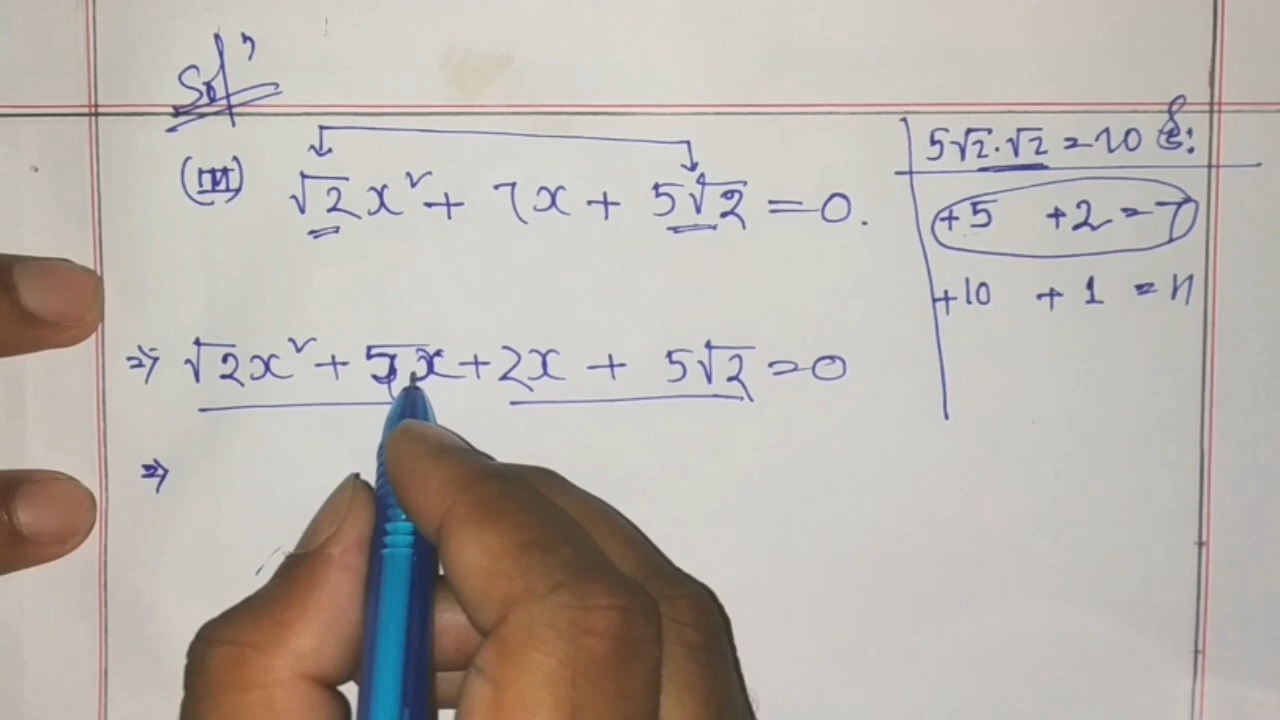 Solⁿ
(III) √2x² + 7x + 5√2 = 0.
5√2·√2 = 10
+5 +2 = 7
+10 + 1 = 11
⇒ √2x² + 5x + 2x + 5√2 = 0
⇒